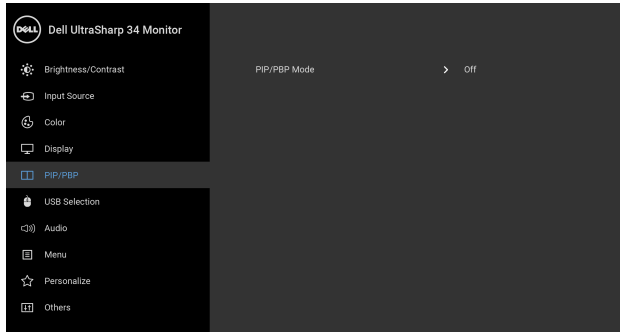 DELL Dell UltraSharp 34 Monitor
Brightness/Contrast
PIP/PBP Mode > Off
Input Source
Color
Display
PIP/PBP
USB Selection
Audio
Menu
Personalize
Others